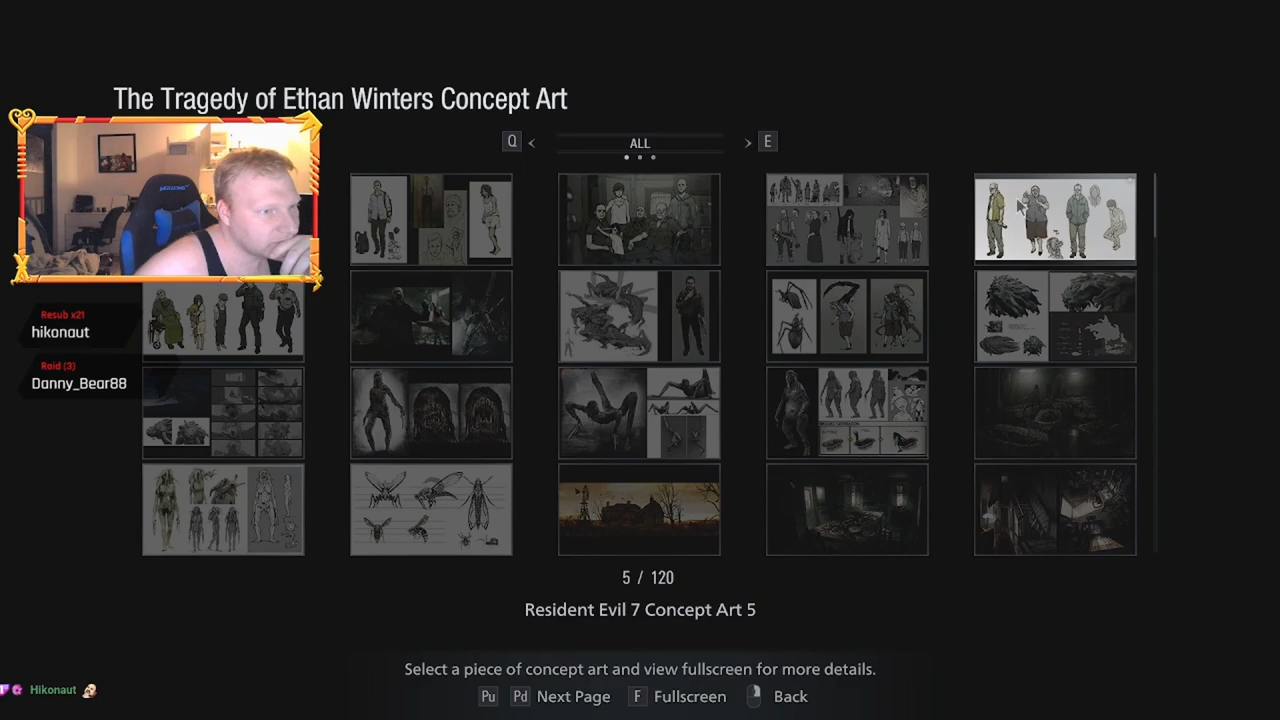 The Tragedy of Ethan Winters Concept Art
Q < ALL > E
Resub x21
hikonaut
Raid (3)
Danny_Bear88
5 / 120
Resident Evil 7 Concept Art 5
Select a piece of concept art and view fullscreen for more details.
Pu Pd Next Page F Fullscreen Back
Hikonaut